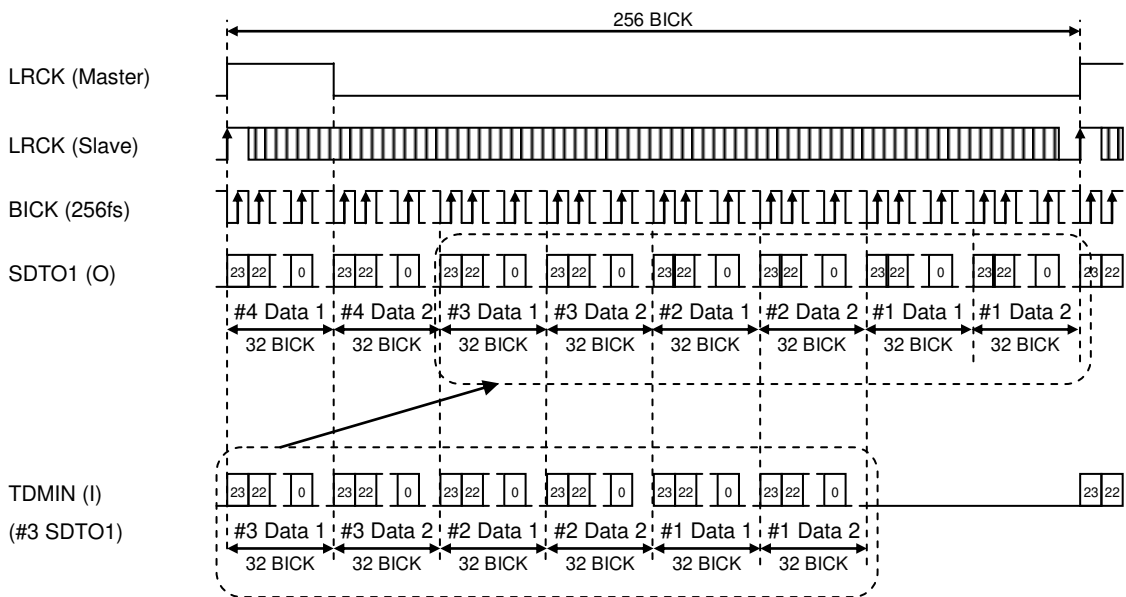 256 BICK
LRCK (Master)
LRCK (Slave)
BICK (256fs)
SDTO1 (O)
23 22 0 23 22 0 23 22 0 23 22 0 23 22 0 23 22 0 23 22 0 23 22 0 23 22
#4 Data 1 #4 Data 2 #3 Data 1 #3 Data 2 #2 Data 1 #2 Data 2 #1 Data 1 #1 Data 2
32 BICK 32 BICK 32 BICK 32 BICK 32 BICK 32 BICK 32 BICK 32 BICK
TDMIN (I)
23 22 0 23 22 0 23 22 0 23 22 0 23 22 0 23 22 0 23 22
(#3 SDTO1)
#3 Data 1 #3 Data 2 #2 Data 1 #2 Data 2 #1 Data 1 #1 Data 2
32 BICK 32 BICK 32 BICK 32 BICK 32 BICK 32 BICK